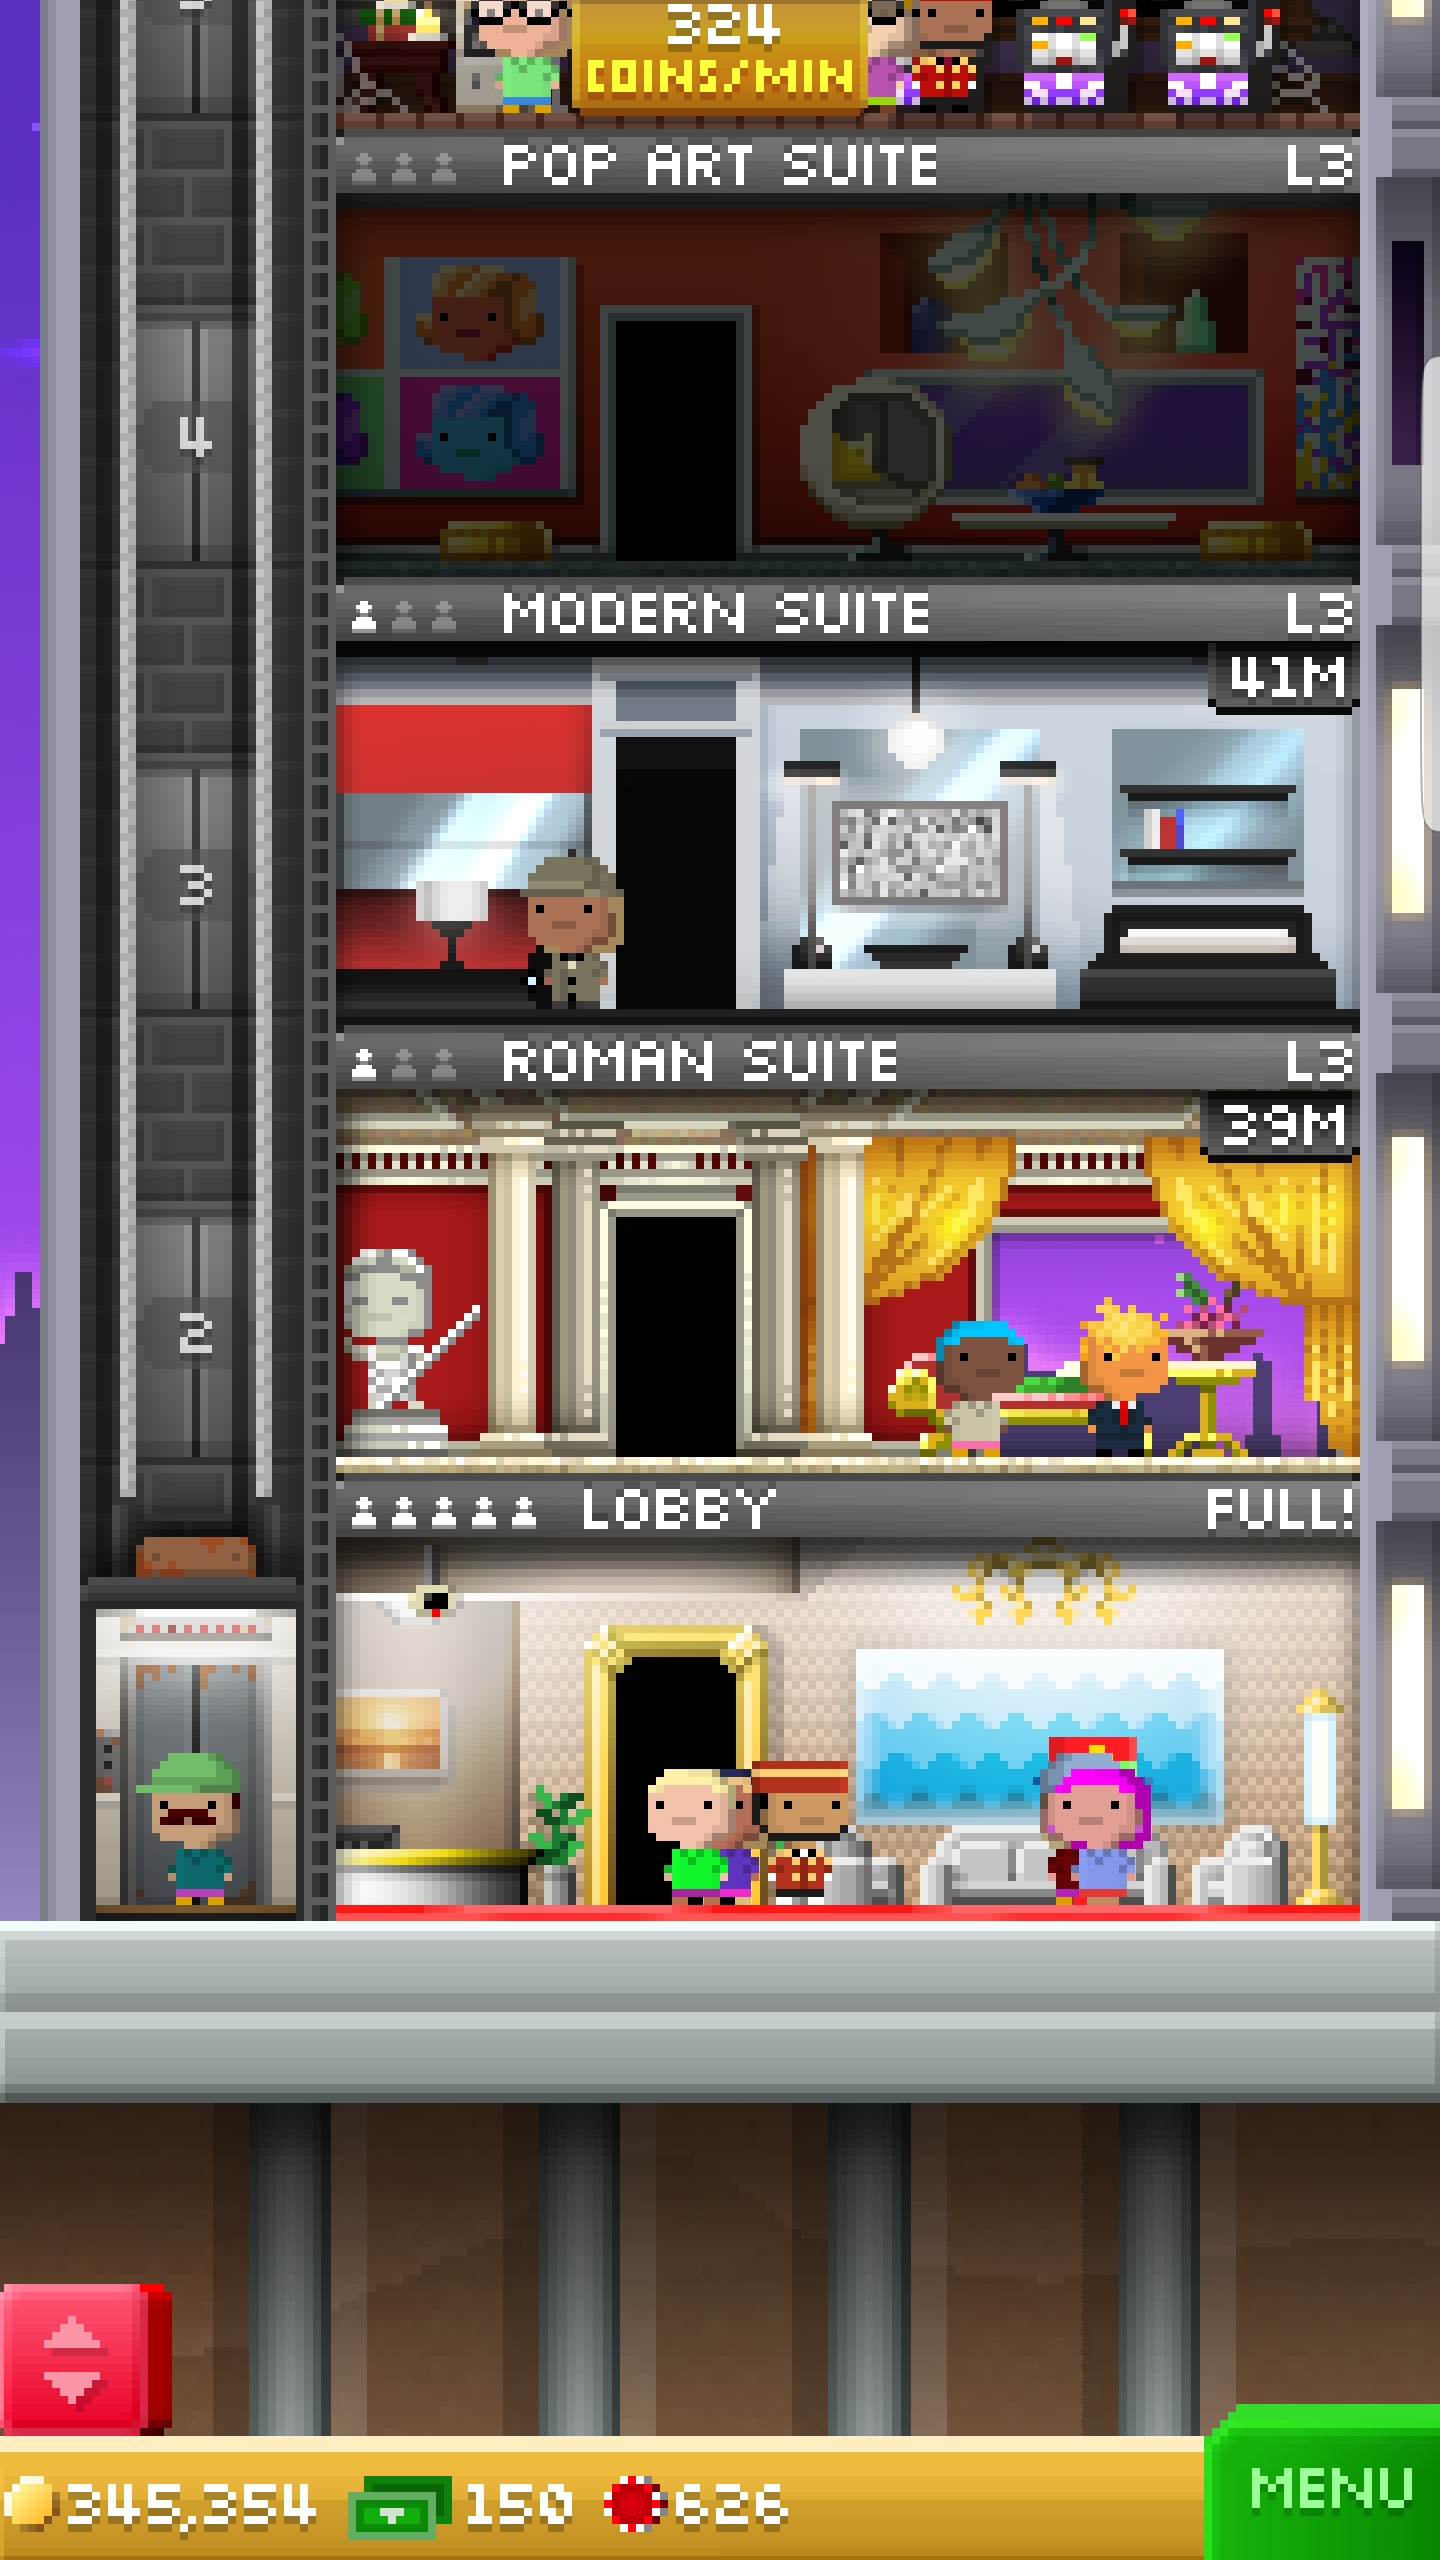 324
COINS/MIN
POP ART SUITE L3
4
MODERN SUITE L3
41M
3
ROMAN SUITE L3
39M
2
LOBBY FULL!
345,354 150 626
MENU